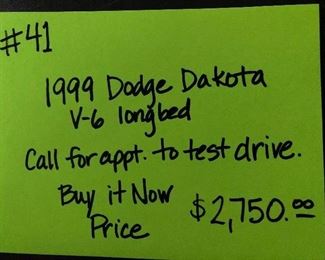 #41
1999 Dodge Dakota
V-6 longbed
Call for appt. to test drive.
Buy it Now
Price $2,750.00